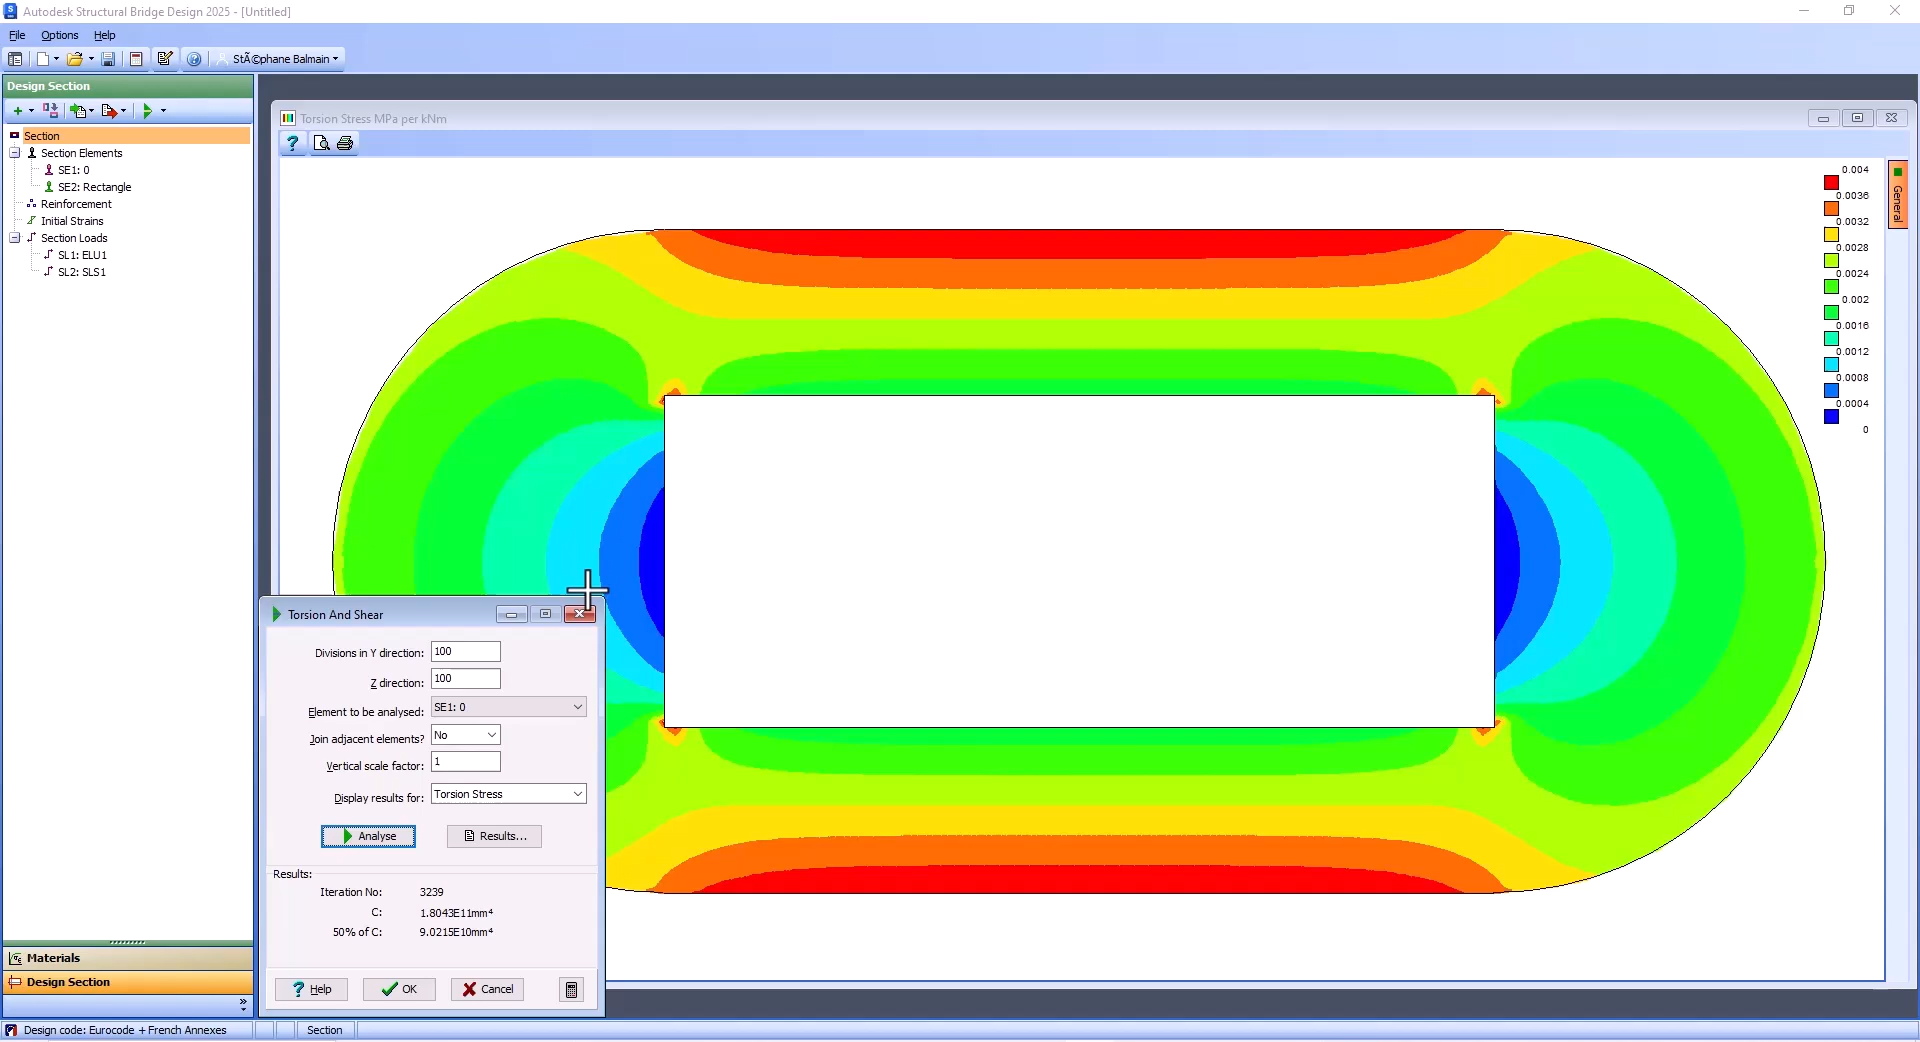 Autodesk Structural Bridge Design 2025 - [Untitled]
File Options Help
StÃ©phane Balmain
Design Section
Section
Section Elements
SE1: 0
SE2: Rectangle
Reinforcement
Initial Strains
Section Loads
SL1: ELU1
SL2: SLS1
Materials
Design Section
Torsion Stress MPa per kNm
General
0.004
0.0036
0.0032
0.0028
0.0024
0.002
0.0016
0.0012
0.0008
0.0004
0
Torsion And Shear
Divisions in Y direction: 100
Z direction: 100
Element to be analysed: SE1: 0
Join adjacent elements? No
Vertical scale factor: 1
Display results for: Torsion Stress
Analyse Results...
Results:
Iteration No: 3239
C: 1.8043E11mm⁴
50% of C: 9.0215E10mm⁴
Help OK Cancel
Design code: Eurocode + French Annexes Section